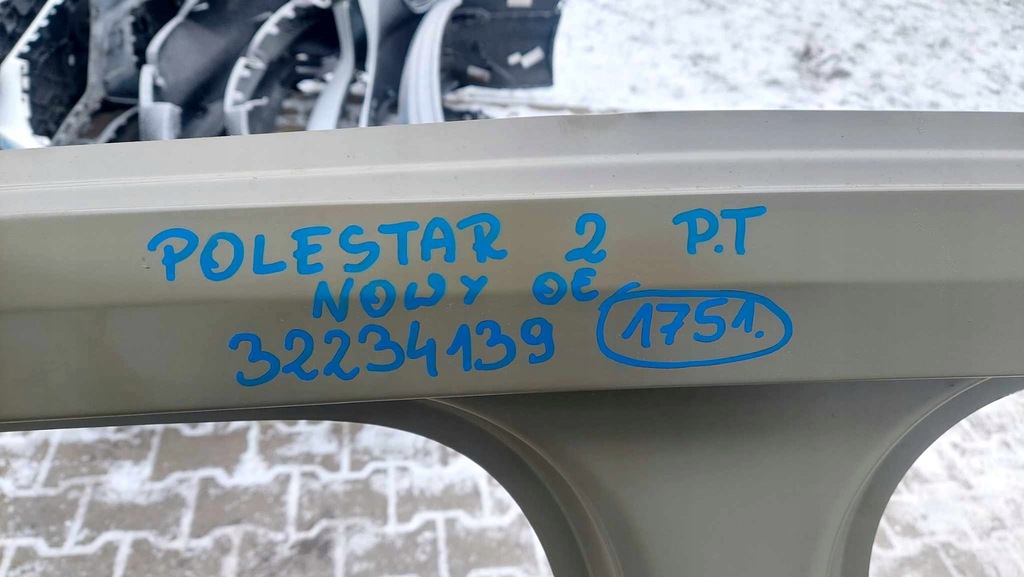 POLESTAR 2 P.T
NOWY OE
32234139 1751.